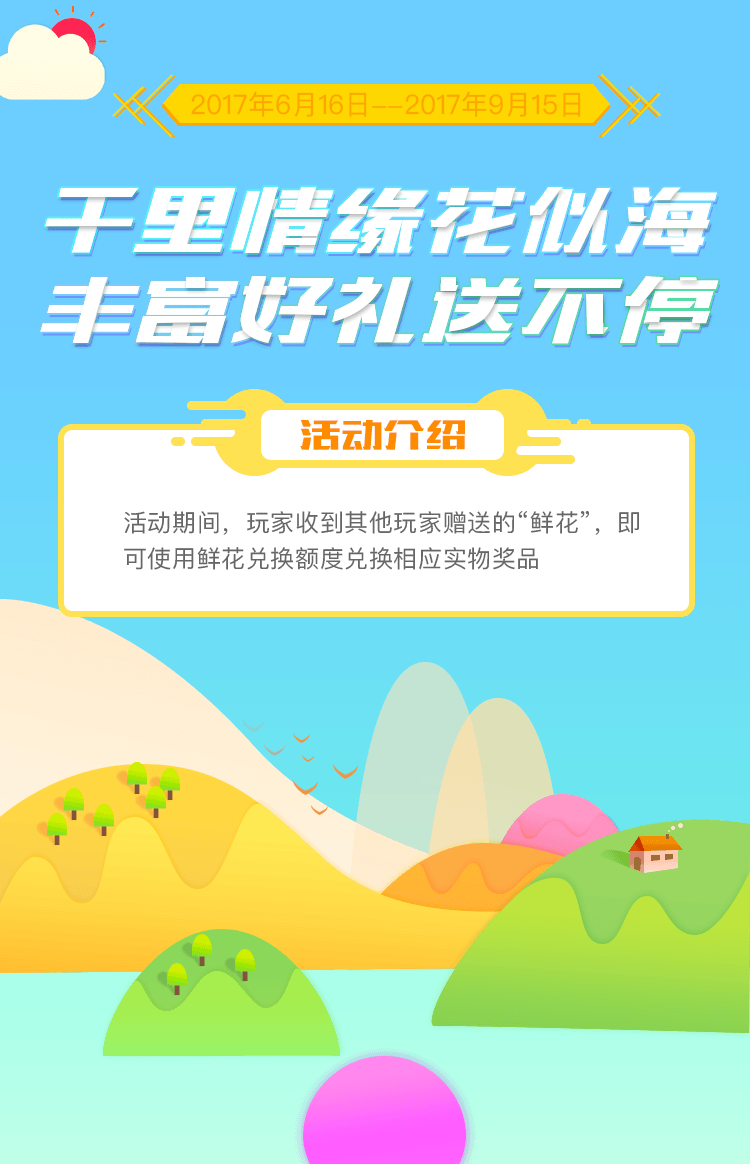 2017年6月16日--2017年9月15日
千里情缘花似海
丰富好礼送不停
活动介绍
活动期间，玩家收到其他玩家赠送的“鲜花”，即
可使用鲜花兑换额度兑换相应实物奖品